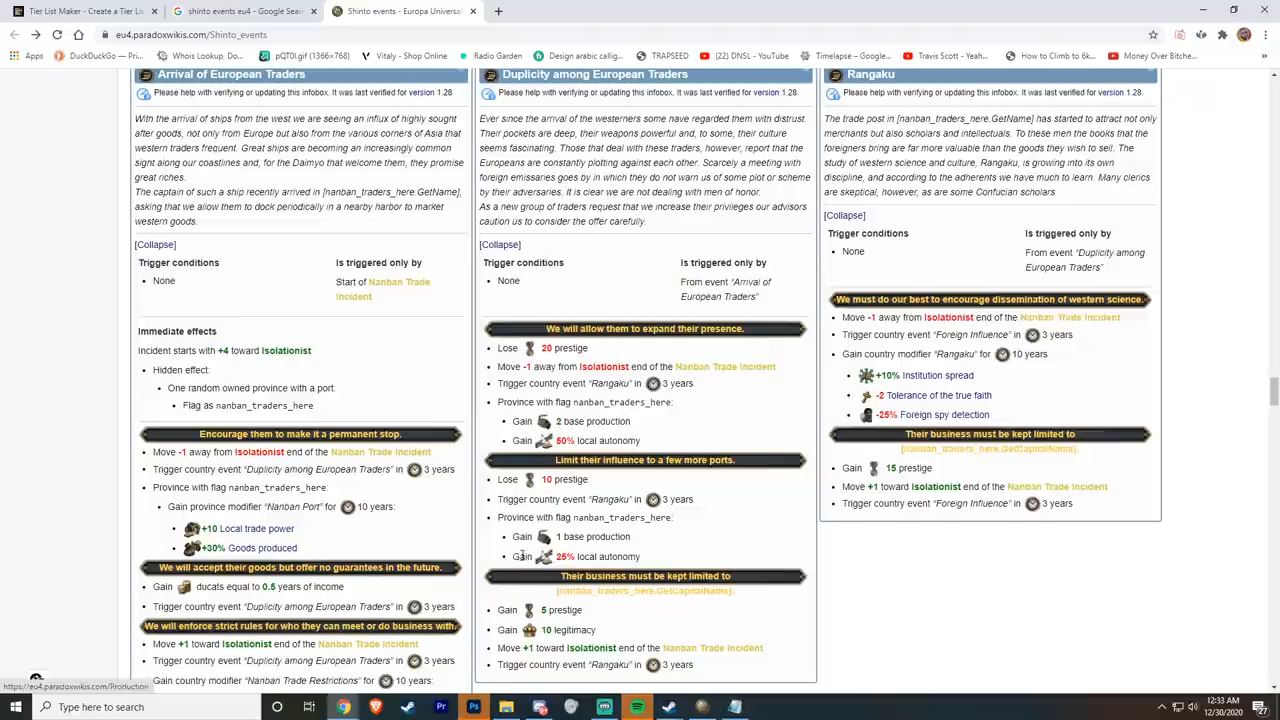 Tier List Maker - Create a Tier Lis
shinto events eu4 - Google Sear
Shinto events - Europa Universal
eu4.paradoxwikis.com/Shinto_events
Apps
DuckDuckGo — Pri...
Whois Lookup, Do...
pQT0Igf (1366×768)
Vitaly - Shop Online
Radio Garden
Design arabic callig...
TRAPSEED
(22) DNSL - YouTube
Timelapse – Google...
Travis Scott - Yeah...
How to Climb to 6k...
Money Over Bitche...
»
Arrival of European Traders
Please help with verifying or updating this infobox. It was last verified for version 1.28.
With the arrival of ships from the west we are seeing an influx of highly sought
after goods, not only from Europe but also from the various corners of Asia that
western traders frequent. Great ships are becoming an increasingly common
sign along our coastlines and, for the Daimyo that welcome them, they promise
great riches.
The captain of such a ship recently arrived in [nanban_traders_here.GetName],
asking that we allow them to dock periodically in a nearby harbor to market
western goods.
[Collapse]
Trigger conditions
• None
Is triggered only by
Start of Nanban Trade
Incident
Immediate effects
Incident starts with +4 toward Isolationist
• Hidden effect:
• One random owned province with a port:
• Flag as nanban_traders_here
Encourage them to make it a permanent stop.
• Move -1 away from Isolationist end of the Nanban Trade Incident
• Trigger country event "Duplicity among European Traders" in 3 years
• Province with flag nanban_traders_here:
• Gain province modifier "Nanban Port" for 10 years:
• +10 Local trade power
• +30% Goods produced
We will accept their goods but offer no guarantees in the future.
• Gain ducats equal to 0.5 years of income
• Trigger country event "Duplicity among European Traders" in 3 years
We will enforce strict rules for who they can meet or do business with.
• Move +1 toward Isolationist end of the Nanban Trade Incident
• Trigger country event "Duplicity among European Traders" in 3 years
• Gain country modifier "Nanban Trade Restrictions" for 10 years:
Duplicity among European Traders
Please help with verifying or updating this infobox. It was last verified for version 1.28.
Ever since the arrival of the westerners some have regarded them with distrust.
Their pockets are deep, their weapons powerful and, to some, their culture
seems fascinating. Those that deal with these traders, however, report that the
Europeans are constantly plotting against each other. Scarcely a meeting with
foreign emissaries goes by in which they do not warn us of some plot or scheme
by their adversaries. It is clear we are not dealing with men of honor.
As a new group of traders request that we increase their privileges our advisors
caution us to consider the offer carefully.
[Collapse]
Trigger conditions
• None
Is triggered only by
From event "Arrival of
European Traders"
We will allow them to expand their presence.
• Lose 20 prestige
• Move -1 away from Isolationist end of the Nanban Trade Incident
• Trigger country event "Rangaku" in 3 years
• Province with flag nanban_traders_here:
• Gain 2 base production
• Gain 50% local autonomy
Limit their influence to a few more ports.
• Lose 10 prestige
• Trigger country event "Rangaku" in 3 years
• Province with flag nanban_traders_here:
• Gain 1 base production
• Gain 25% local autonomy
Their business must be kept limited to
[nanban_traders_here.GetCapitalName].
• Gain 5 prestige
• Gain 10 legitimacy
• Move +1 toward Isolationist end of the Nanban Trade Incident
• Trigger country event "Rangaku" in 3 years
Rangaku
Please help with verifying or updating this infobox. It was last verified for version 1.28.
The trade post in [nanban_traders_here.GetName] has started to attract not only
merchants but also scholars and intellectuals. To these men the books that the
foreigners bring are far more valuable than the goods they wish to sell. The
study of western science and culture, Rangaku, is growing into its own
discipline, and according to the adherents we have much to learn. Many clerics
are skeptical, however, as are some Confucian scholars.
[Collapse]
Trigger conditions
• None
Is triggered only by
From event "Duplicity among
European Traders"
We must do our best to encourage dissemination of western science.
• Move -1 away from Isolationist end of the Nanban Trade Incident
• Trigger country event "Foreign Influence" in 3 years
• Gain country modifier "Rangaku" for 10 years
• +10% Institution spread
• -2 Tolerance of the true faith
• -25% Foreign spy detection
Their business must be kept limited to
[nanban_traders_here.GetCapitalName].
• Gain 15 prestige
• Move +1 toward Isolationist end of the Nanban Trade Incident
• Trigger country event "Foreign Influence" in 3 years
https://eu4.paradoxwikis.com/Production
Type here to search
12:33 AM
12/30/2020
27